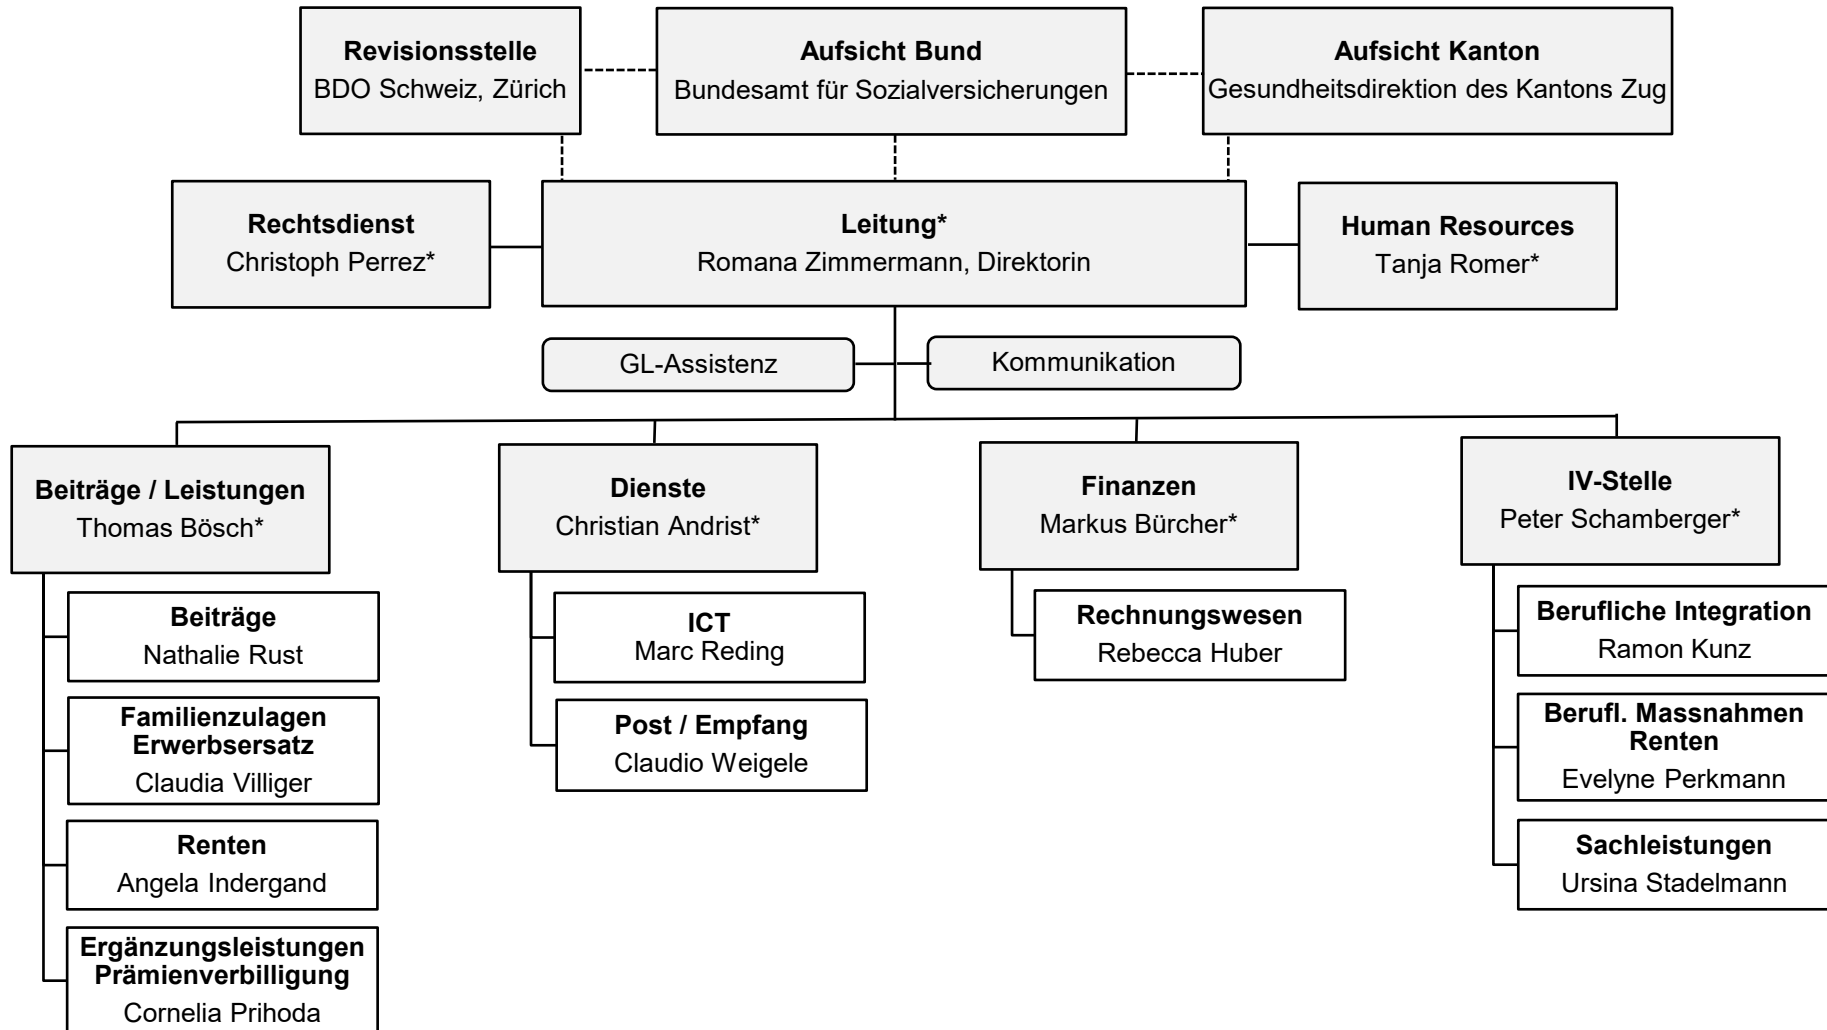 Revisionsstelle
BDO Schweiz, Zürich
Aufsicht Bund
Bundesamt für Sozialversicherungen
Aufsicht Kanton
Gesundheitsdirektion des Kantons Zug
Rechtsdienst
Christoph Perrez*
Leitung*
Romana Zimmermann, Direktorin
Human Resources
Tanja Romer*
GL-Assistenz
Kommunikation
Beiträge / Leistungen
Thomas Bösch*
Dienste
Christian Andrist*
Finanzen
Markus Bürcher*
IV-Stelle
Peter Schamberger*
Beiträge
Nathalie Rust
Familienzulagen
Erwerbsersatz
Claudia Villiger
Renten
Angela Indergand
Ergänzungsleistungen
Prämienverbilligung
Cornelia Prihoda
ICT
Marc Reding
Post / Empfang
Claudio Weigele
Rechnungswesen
Rebecca Huber
Berufliche Integration
Ramon Kunz
Berufl. Massnahmen
Renten
Evelyne Perkmann
Sachleistungen
Ursina Stadelmann